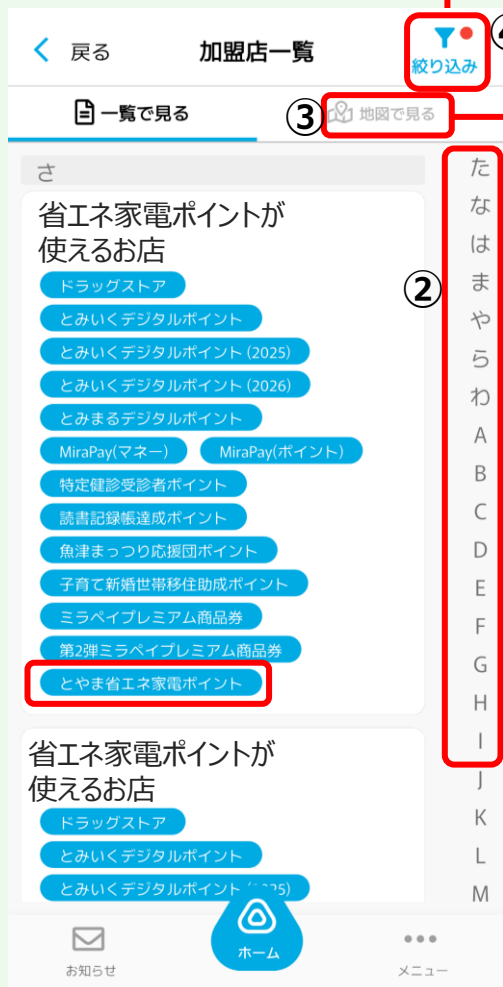 ④
戻る
加盟店一覧
絞り込み
一覧で見る
③
地図で見る
さ
省エネ家電ポイントが
使えるお店
ドラッグストア
とみいくデジタルポイント
とみいくデジタルポイント(2025)
とみいくデジタルポイント(2026)
とみまるデジタルポイント
MiraPay(マネー) MiraPay(ポイント)
特定健診受診者ポイント
読書記録帳達成ポイント
魚津まっつり応援団ポイント
子育て新婚世帯移住助成ポイント
ミラペイプレミアム商品券
第2弾ミラペイプレミアム商品券
とやま省エネ家電ポイント
省エネ家電ポイントが
使えるお店
ドラッグストア
とみいくデジタルポイント
とみいくデジタルポイント
②
た
な
は
ま
や
ら
わ
A
B
C
D
E
F
G
H
I
J
K
L
M
お知らせ
ホーム
メニュー